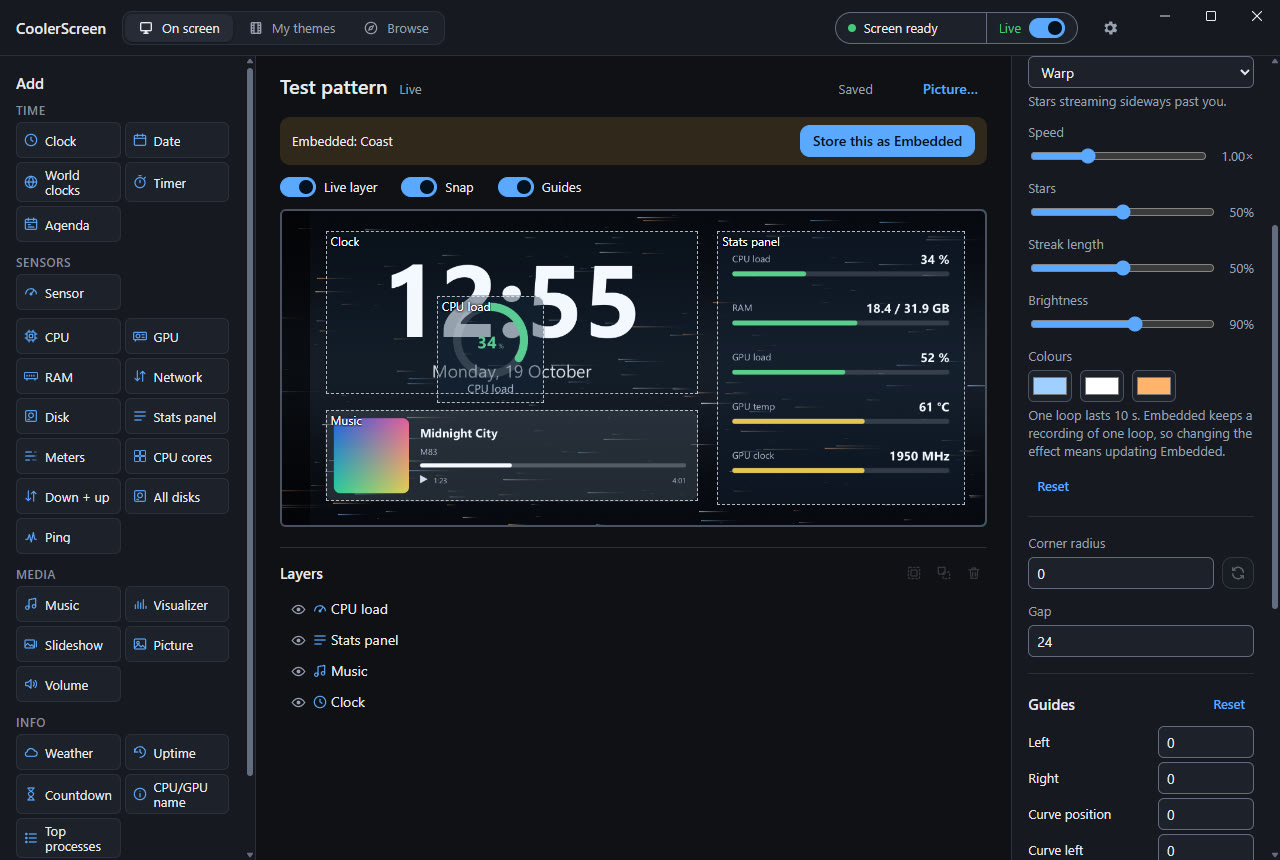 CoolerScreen
On screen
My themes
Browse
Screen ready
Live
Add
TIME
Clock
Date
World
clocks
Timer
Agenda
SENSORS
Sensor
CPU
GPU
RAM
Network
Disk
Stats panel
Meters
CPU cores
Down + up
All disks
Ping
MEDIA
Music
Visualizer
Slideshow
Picture
Volume
INFO
Weather
Uptime
Countdown
CPU/GPU
name
Top
processes
Test pattern
Live
Saved
Picture...
Embedded: Coast
Store this as Embedded
Live layer
Snap
Guides
Clock
12:55
CPU load
34 %
Monday, 19 October
CPU load
Music
Midnight City
M83
1:23
4:01
Stats panel
CPU load
34 %
RAM
18.4 / 31.9 GB
GPU load
52 %
GPU temp
61 °C
GPU clock
1950 MHz
Layers
CPU load
Stats panel
Music
Clock
Warp
Stars streaming sideways past you.
Speed
1.00×
Stars
50%
Streak length
50%
Brightness
90%
Colours
One loop lasts 10 s. Embedded keeps a
recording of one loop, so changing the
effect means updating Embedded.
Reset
Corner radius
0
Gap
24
Guides
Reset
Left
0
Right
0
Curve position
0
Curve left
0